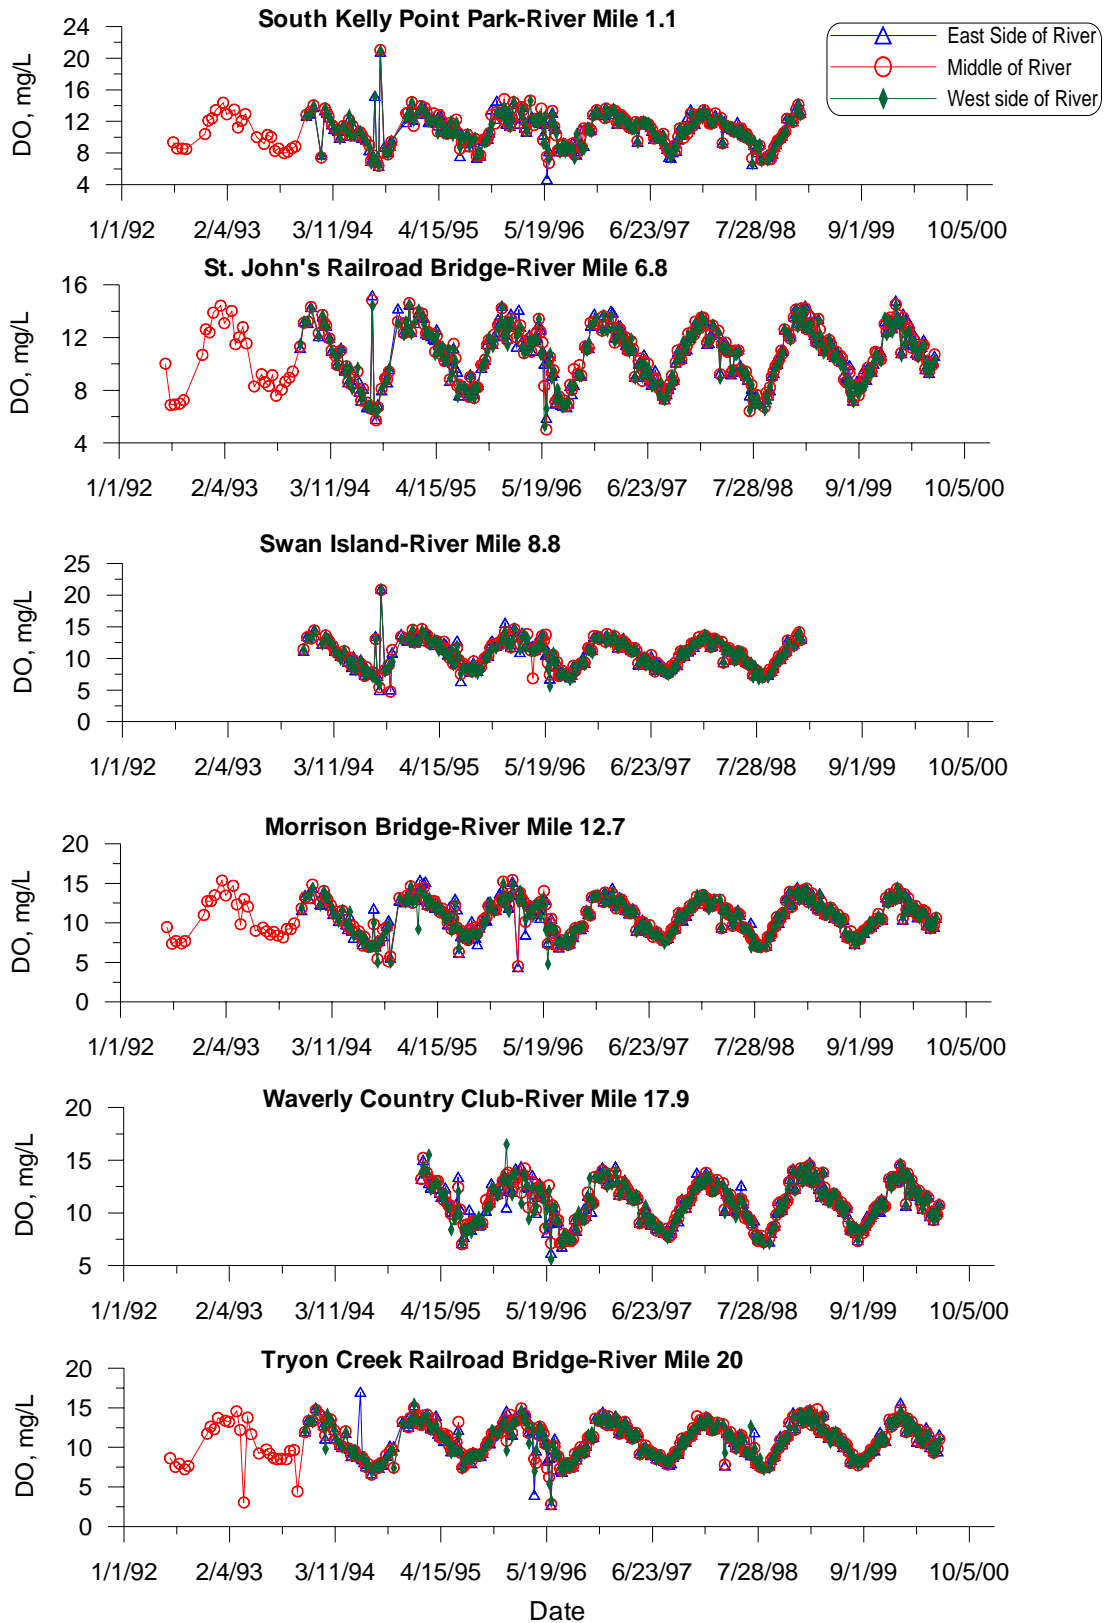 South Kelly Point Park-River Mile 1.1
East Side of River
Middle of River
West side of River
DO, mg/L
24
20
16
12
8
4
1/1/92 2/4/93 3/11/94 4/15/95 5/19/96 6/23/97 7/28/98 9/1/99 10/5/00
St. John's Railroad Bridge-River Mile 6.8
DO, mg/L
16
12
8
4
1/1/92 2/4/93 3/11/94 4/15/95 5/19/96 6/23/97 7/28/98 9/1/99 10/5/00
Swan Island-River Mile 8.8
DO, mg/L
25
20
15
10
5
0
1/1/92 2/4/93 3/11/94 4/15/95 5/19/96 6/23/97 7/28/98 9/1/99 10/5/00
Morrison Bridge-River Mile 12.7
DO, mg/L
20
15
10
5
0
1/1/92 2/4/93 3/11/94 4/15/95 5/19/96 6/23/97 7/28/98 9/1/99 10/5/00
Waverly Country Club-River Mile 17.9
DO, mg/L
20
15
10
5
1/1/92 2/4/93 3/11/94 4/15/95 5/19/96 6/23/97 7/28/98 9/1/99 10/5/00
Tryon Creek Railroad Bridge-River Mile 20
DO, mg/L
20
15
10
5
0
1/1/92 2/4/93 3/11/94 4/15/95 5/19/96 6/23/97 7/28/98 9/1/99 10/5/00
Date